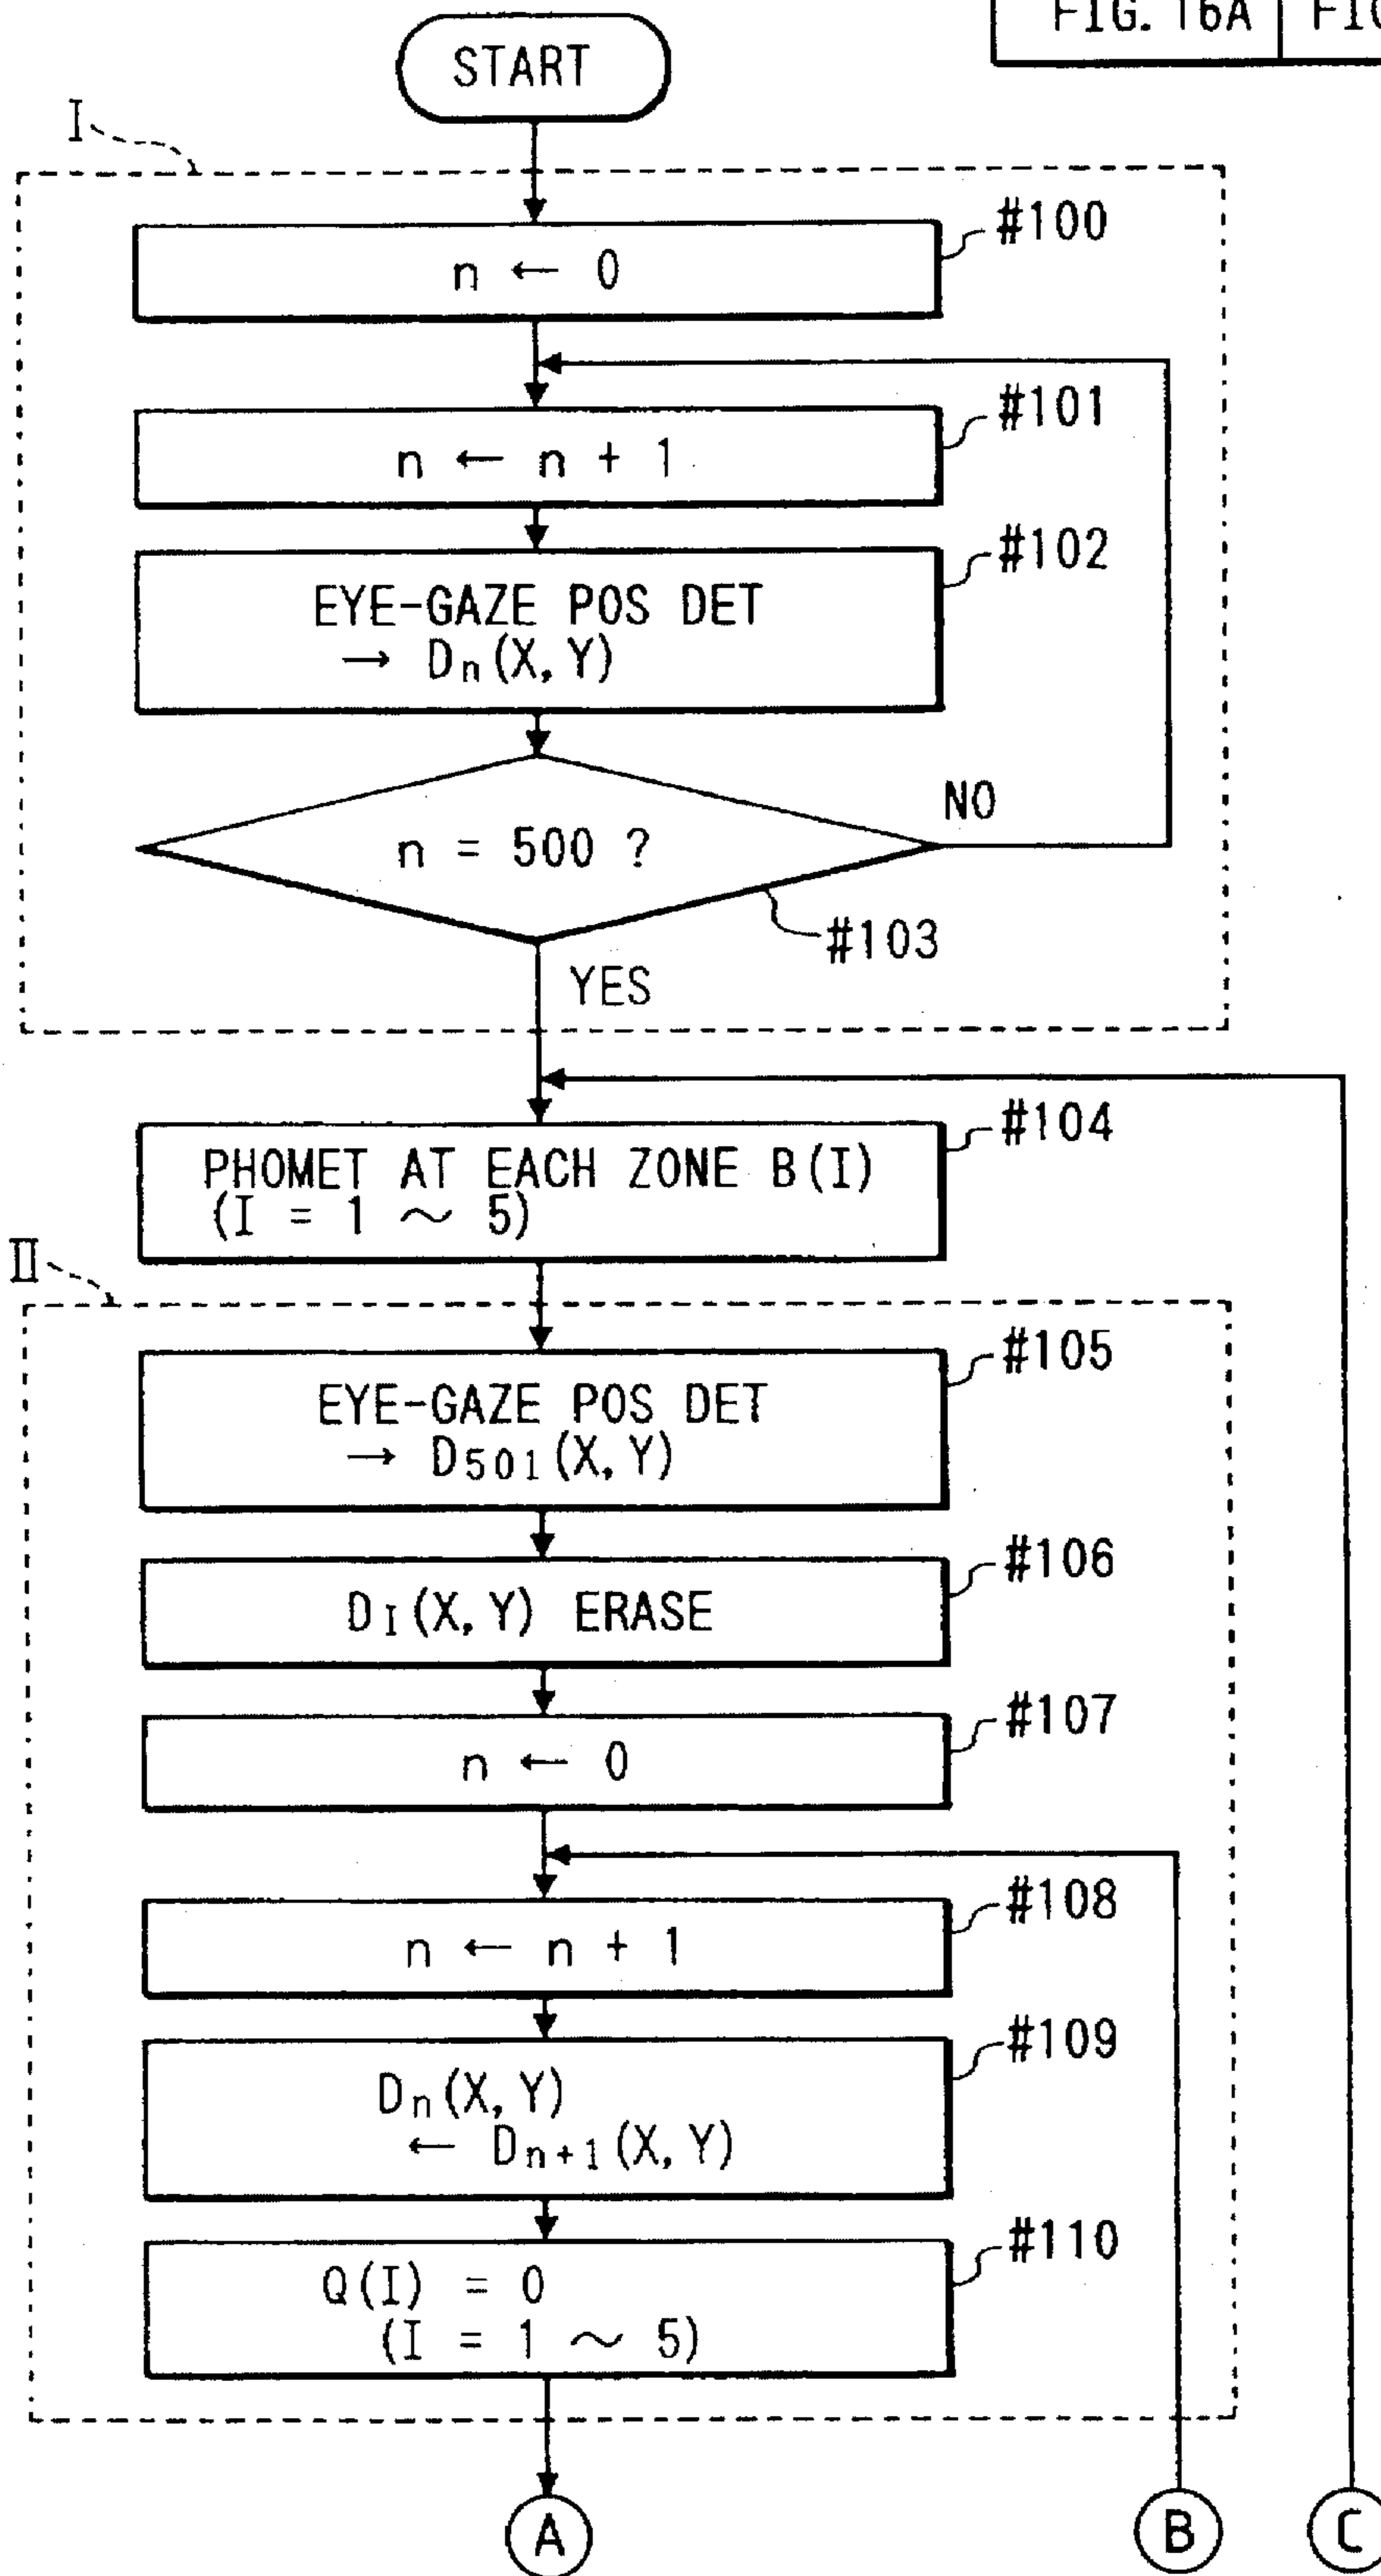 FIG. 16A FIG
START
I
#100
n ← 0
#101
n ← n + 1
#102
EYE-GAZE POS DET
→ Dn(X, Y)
n = 500 ?
NO
#103
YES
#104
PHOMET AT EACH ZONE B(I)
(I = 1 ~ 5)
II
#105
EYE-GAZE POS DET
→ D501(X, Y)
#106
DI(X, Y) ERASE
#107
n ← 0
#108
n ← n + 1
#109
Dn(X, Y)
← Dn+1(X, Y)
#110
Q(I) = 0
(I = 1 ~ 5)
A
B
C